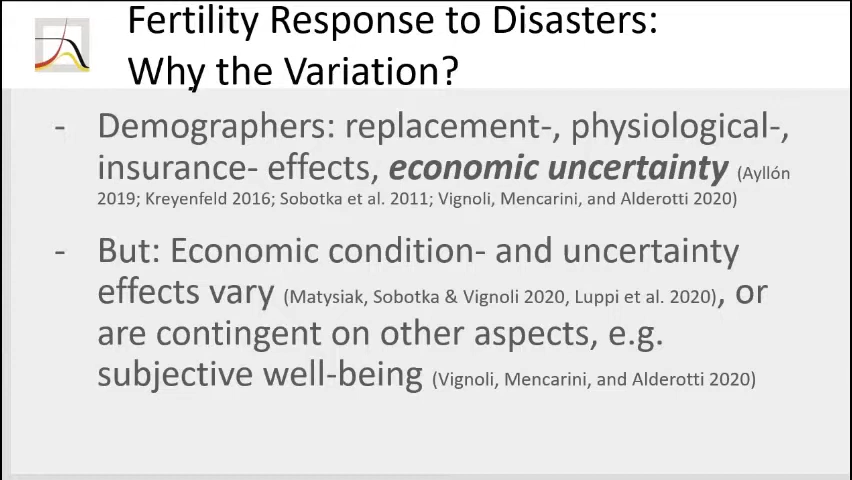 Fertility Response to Disasters:
Why the Variation?
- Demographers: replacement-, physiological-,
insurance- effects, economic uncertainty (Ayllón
2019; Kreyenfeld 2016; Sobotka et al. 2011; Vignoli, Mencarini, and Alderotti 2020)
- But: Economic condition- and uncertainty
effects vary (Matysiak, Sobotka & Vignoli 2020, Luppi et al. 2020), or
are contingent on other aspects, e.g.
subjective well-being (Vignoli, Mencarini, and Alderotti 2020)